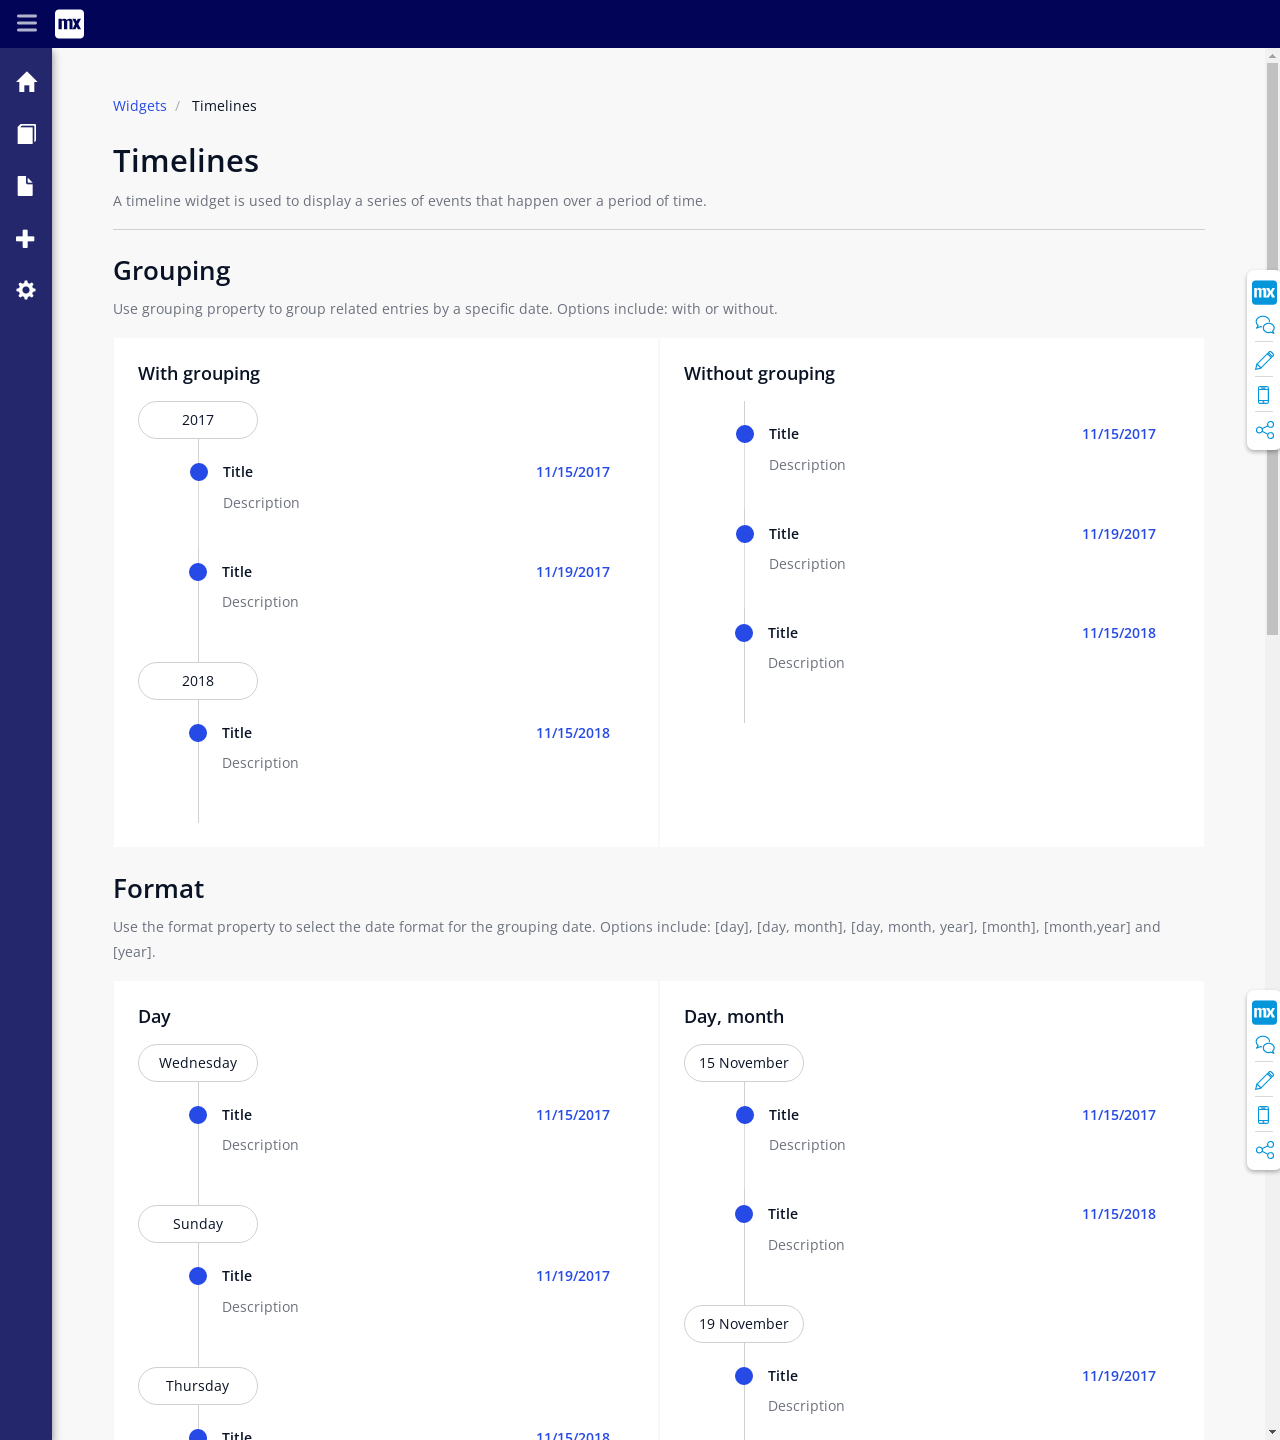 mx
Widgets / Timelines
Timelines
A timeline widget is used to display a series of events that happen over a period of time.
Grouping
Use grouping property to group related entries by a specific date. Options include: with or without.
With grouping
2017
Title 11/15/2017
Description
Title 11/19/2017
Description
2018
Title 11/15/2018
Description
Without grouping
Title 11/15/2017
Description
Title 11/19/2017
Description
Title 11/15/2018
Description
mx
Format
Use the format property to select the date format for the grouping date. Options include: [day], [day, month], [day, month, year], [month], [month,year] and
[year].
Day
Wednesday
Title 11/15/2017
Description
Sunday
Title 11/19/2017
Description
Thursday
Title 11/15/2018
Day, month
15 November
Title 11/15/2017
Description
Title 11/15/2018
Description
19 November
Title 11/19/2017
Description
mx